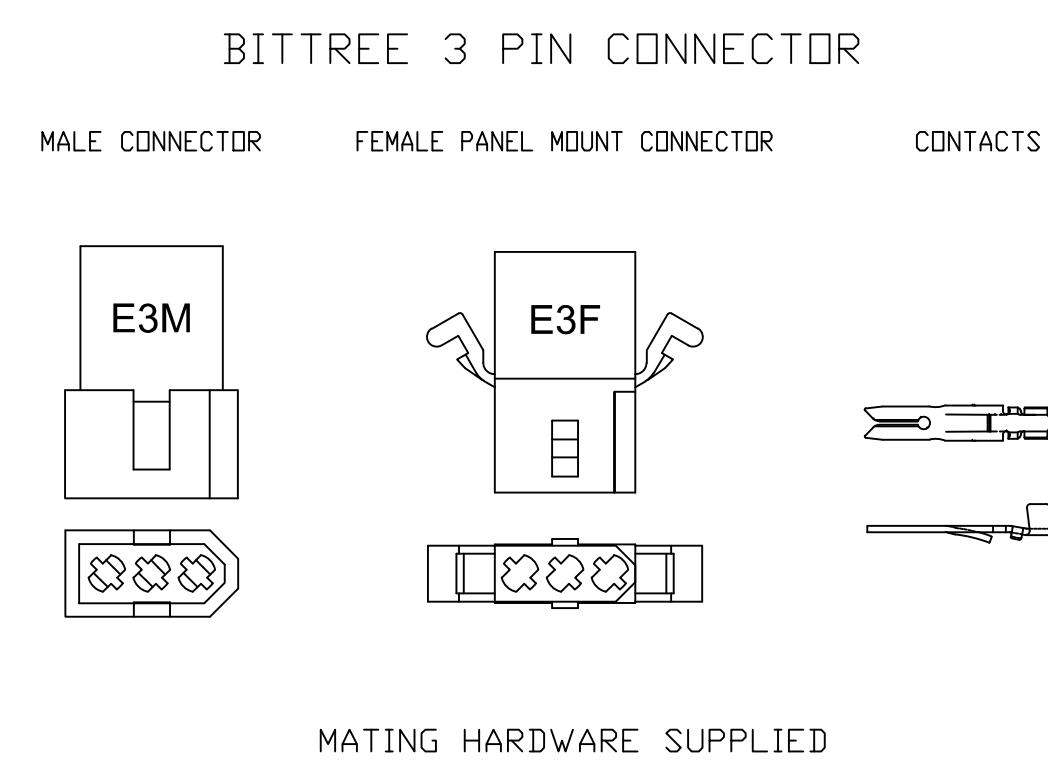 BITTREE 3 PIN CONNECTOR
MALE CONNECTOR FEMALE PANEL MOUNT CONNECTOR CONTACTS
E3M E3F
MATING HARDWARE SUPPLIED